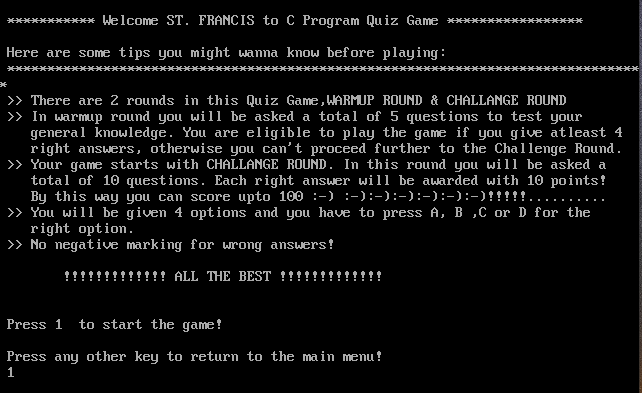 *********** Welcome ST. FRANCIS to C Program Quiz Game *****************
Here are some tips you might wanna know before playing:
********************************************************************************
*
>> There are 2 rounds in this Quiz Game,WARMUP ROUND & CHALLANGE ROUND
>> In warmup round you will be asked a total of 5 questions to test your
general knowledge. You are eligible to play the game if you give atleast 4
right answers, otherwise you can't proceed further to the Challenge Round.
>> Your game starts with CHALLANGE ROUND. In this round you will be asked a
total of 10 questions. Each right answer will be awarded with 10 points!
By this way you can score upto 100 :-) :-):-):-):-):-):-)!!!!!..........
>> You will be given 4 options and you have to press A, B ,C or D for the
right option.
>> No negative marking for wrong answers!
!!!!!!!!!!!!! ALL THE BEST !!!!!!!!!!!!!
Press 1  to start the game!
Press any other key to return to the main menu!
1